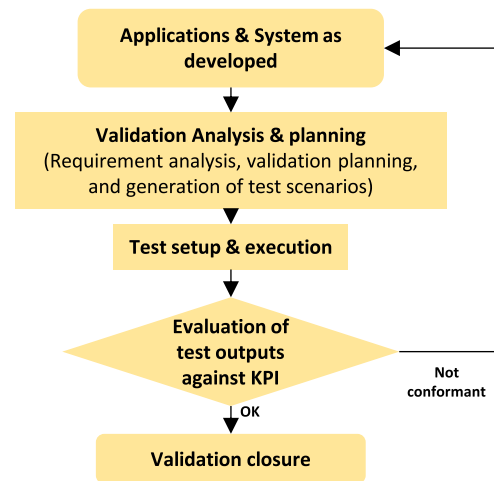 Applications & System as
developed
Validation Analysis & planning
(Requirement analysis, validation planning,
and generation of test scenarios)
Test setup & execution
Evaluation of
test outputs
against KPI
Not
conformant
OK
Validation closure